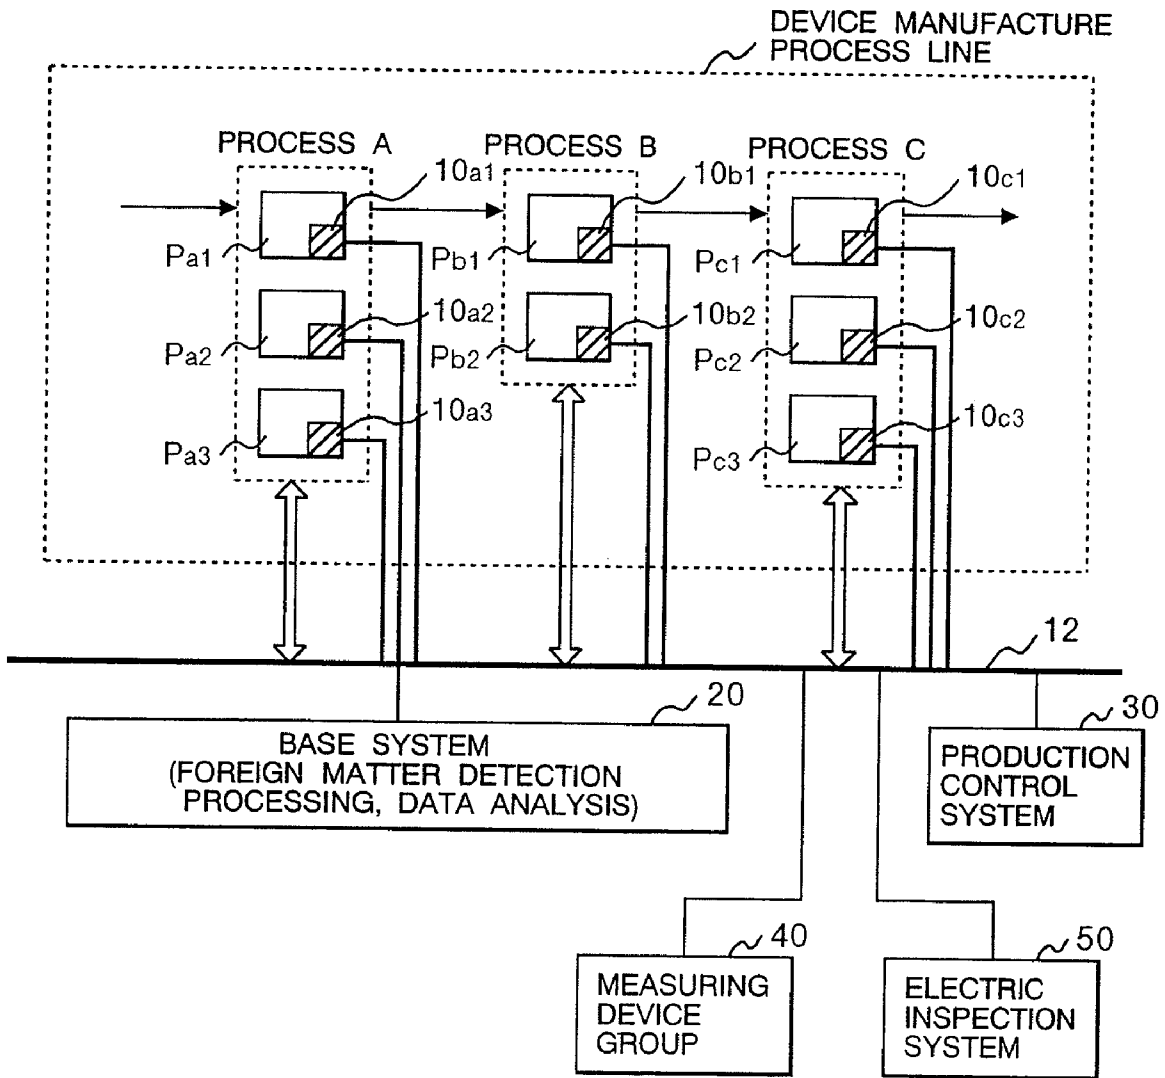 DEVICE MANUFACTURE
PROCESS LINE
PROCESS A
PROCESS B
PROCESS C
10a1
10b1
10c1
Pa1
Pb1
Pc1
10a2
10b2
10c2
Pa2
Pb2
Pc2
10a3
10c3
Pa3
Pc3
12
20
30
BASE SYSTEM
(FOREIGN MATTER DETECTION
PROCESSING, DATA ANALYSIS)
PRODUCTION
CONTROL
SYSTEM
40
50
MEASURING
DEVICE
GROUP
ELECTRIC
INSPECTION
SYSTEM